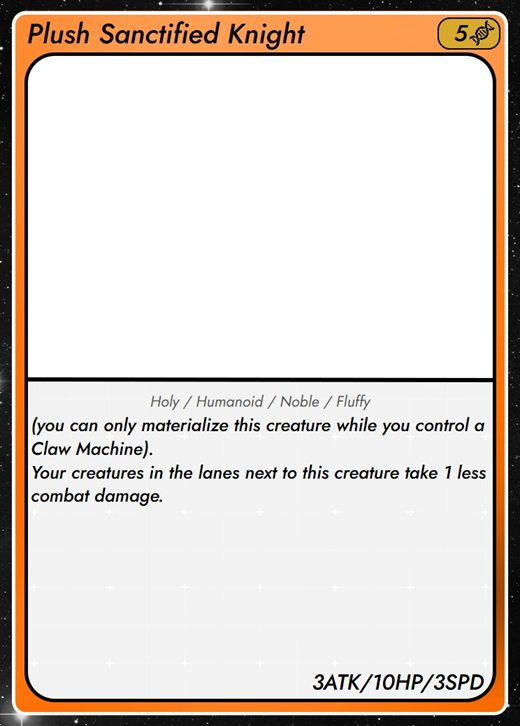 Plush Sanctified Knight
5
Holy / Humanoid / Noble / Fluffy
(you can only materialize this creature while you control a
Claw Machine).
Your creatures in the lanes next to this creature take 1 less
combat damage.
3ATK/10HP/3SPD